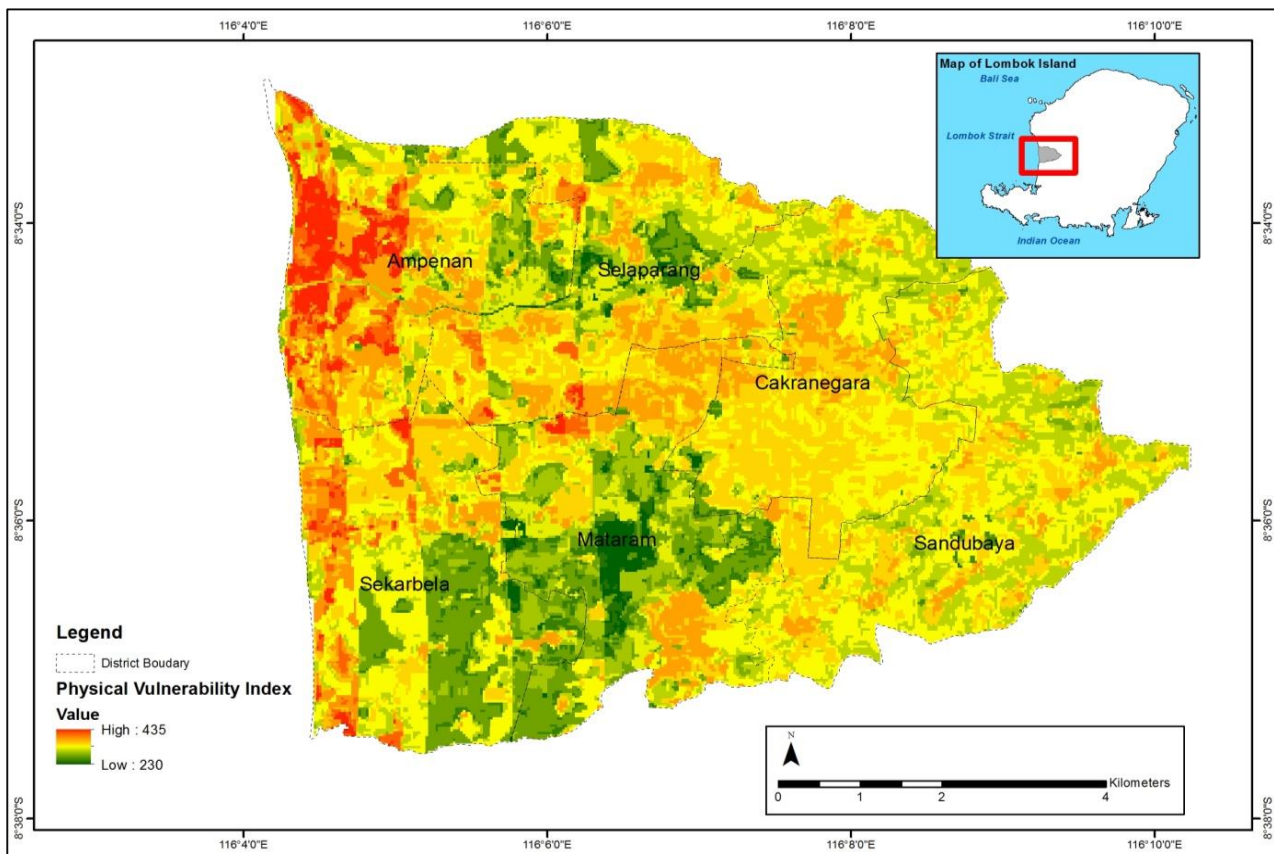 116°4'0"E
116°6'0"E
116°8'0"E
116°10'0"E
Map of Lombok Island
Bali Sea
Lombok Strait
Indian Ocean
8°34'0"S
8°34'0"S
Ampenan
Selaparang
Cakranegara
8°36'0"S
8°36'0"S
Mataram
Sandubaya
Sekarbela
Legend
District Boudary
Physical Vulnerability Index
Value
High : 435
Low : 230
N
Kilometers
0
1
2
4
8°38'0"S
8°38'0"S
116°4'0"E
116°6'0"E
116°8'0"E
116°10'0"E